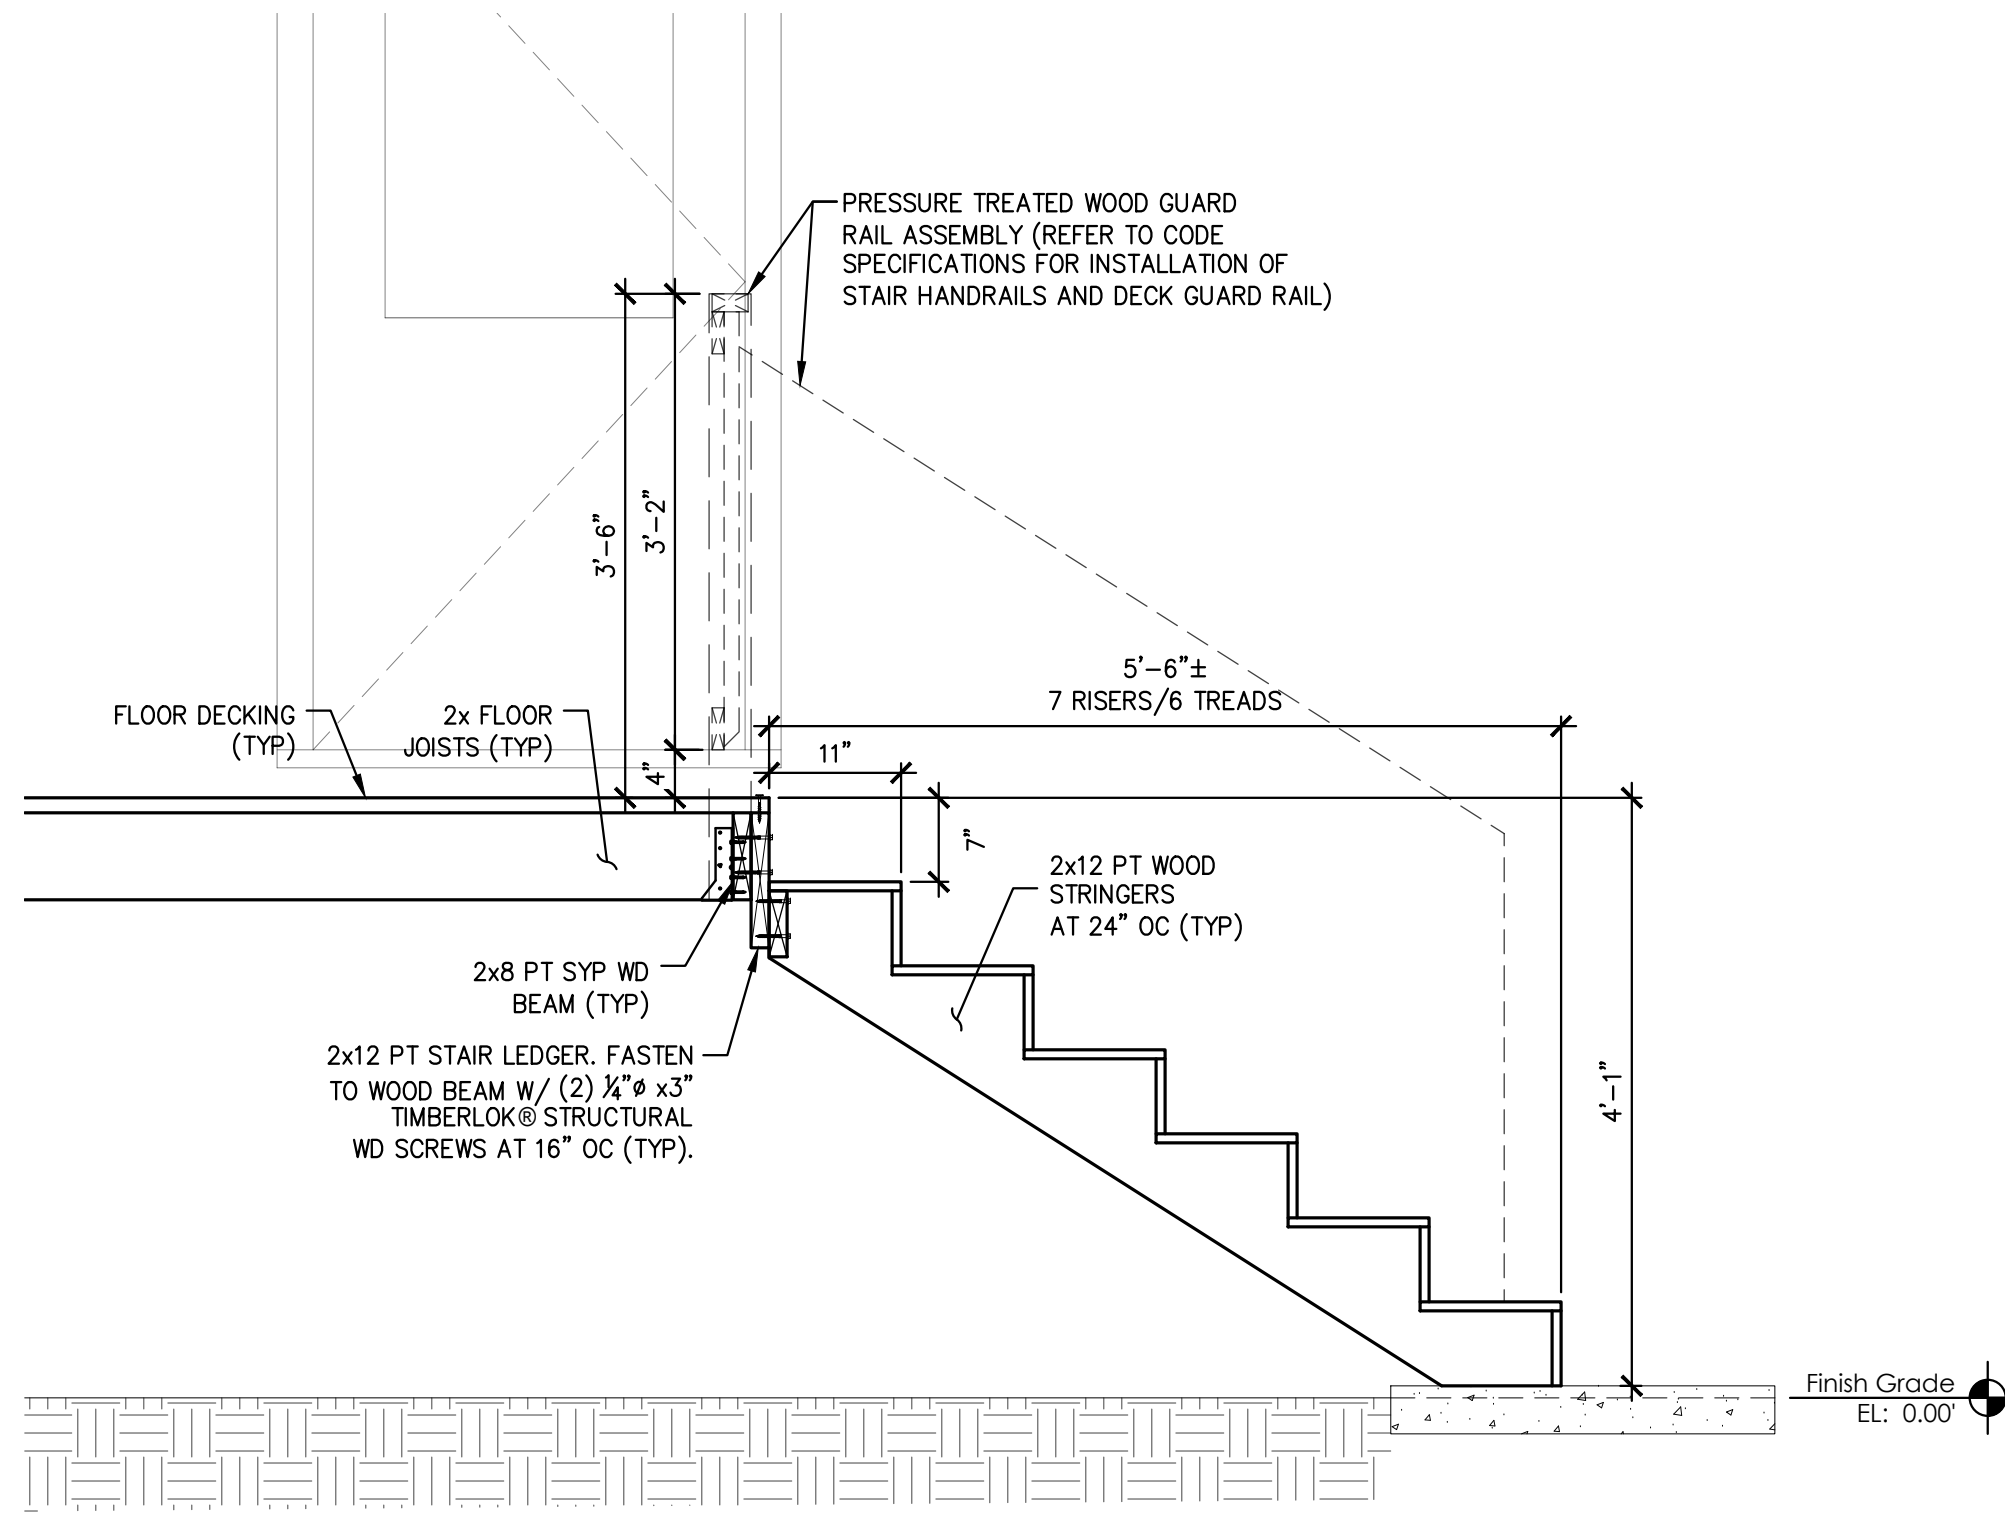 PRESSURE TREATED WOOD GUARD
RAIL ASSEMBLY (REFER TO CODE
SPECIFICATIONS FOR INSTALLATION OF
STAIR HANDRAILS AND DECK GUARD RAIL)
3'-6"
3'-2"
4"
5'-6"±
7 RISERS/6 TREADS
FLOOR DECKING
(TYP)
2x FLOOR
JOISTS (TYP)
11"
7"
2x12 PT WOOD
STRINGERS
AT 24" OC (TYP)
2x8 PT SYP WD
BEAM (TYP)
2x12 PT STAIR LEDGER. FASTEN
TO WOOD BEAM W/ (2) ¼"ø x3"
TIMBERLOK® STRUCTURAL
WD SCREWS AT 16" OC (TYP).
4'-1"
Finish Grade
EL: 0.00'